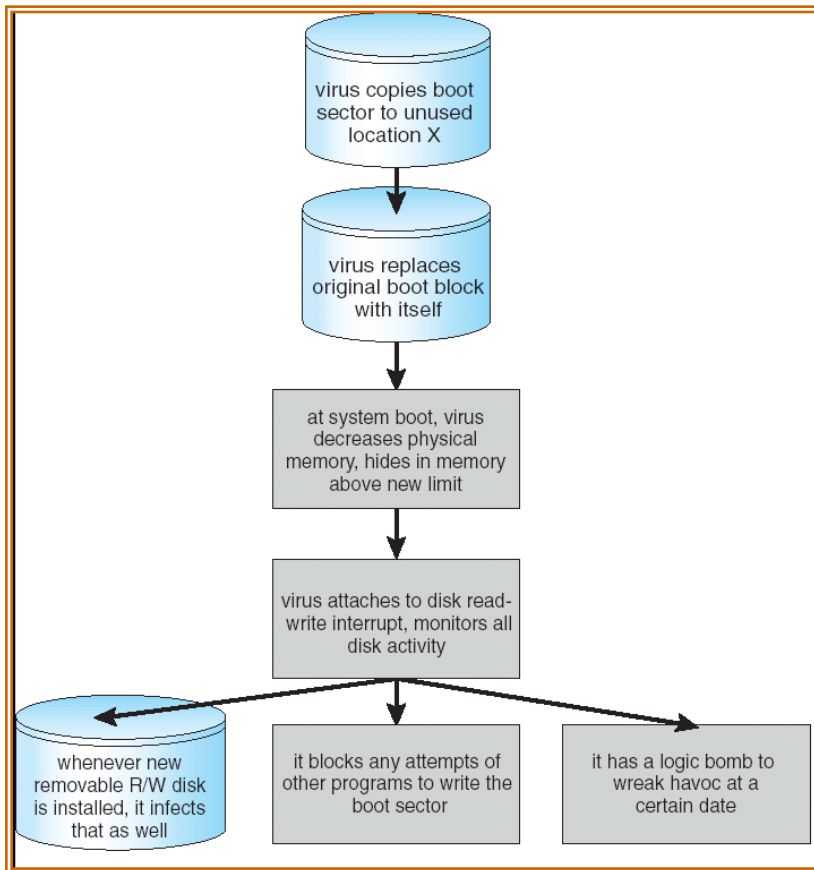 virus copies boot
sector to unused
location X
virus replaces
original boot block
with itself
at system boot, virus
decreases physical
memory, hides in memory
above new limit
virus attaches to disk read-
write interrupt, monitors all
disk activity
whenever new
removable R/W disk
is installed, it infects
that as well
it blocks any attempts of
other programs to write the
boot sector
it has a logic bomb to
wreak havoc at a
certain date